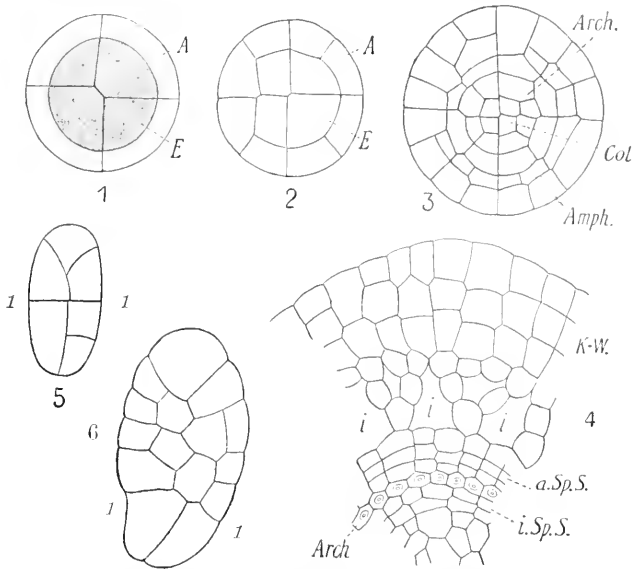 A
E
1
A
E
2
Arch.
Col
Amph.
3
1 1
5
6
1 1
K-W.
i i i
4
a.Sp.S.
i.Sp.S.
Arch